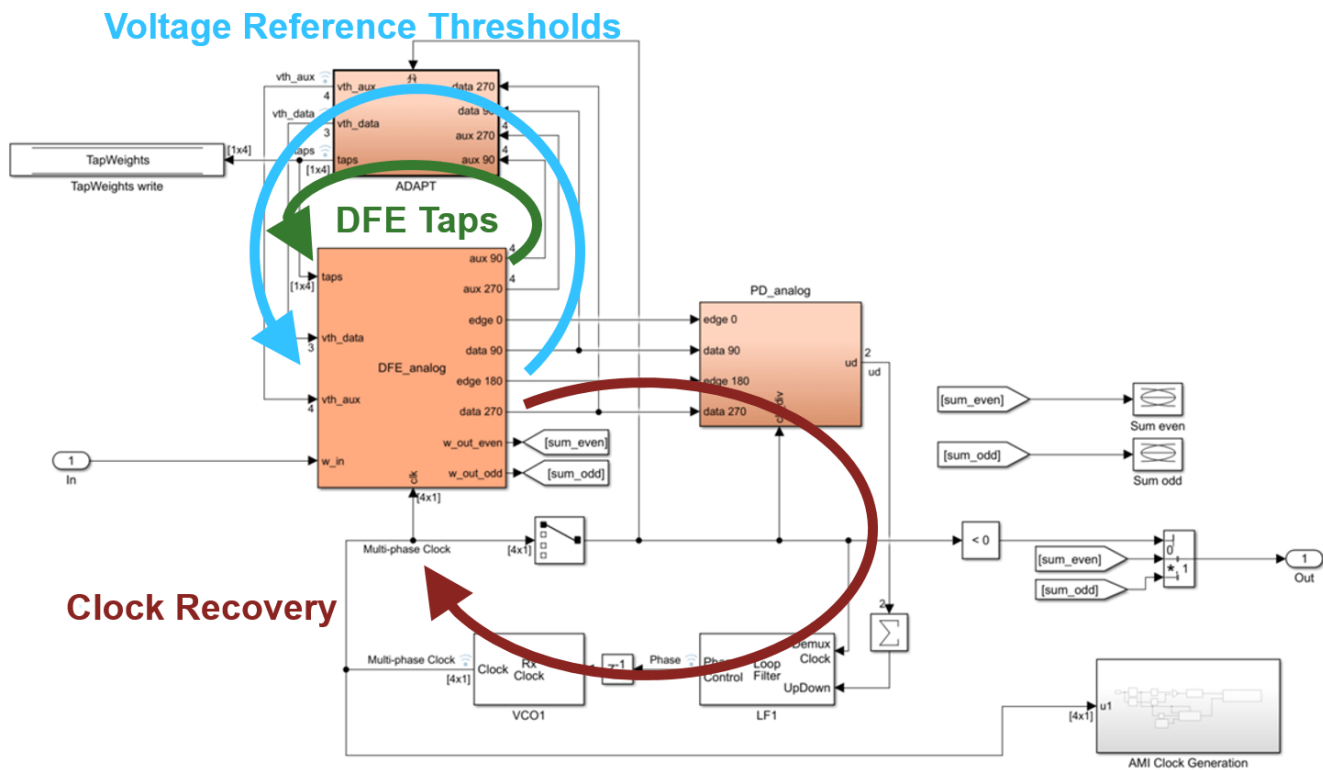 Voltage Reference Thresholds
vth_aux
4
vth_data
3
taps
[1x4]
vth_aux
vth_data
taps
data 270
data 90
aux 270
4
aux 90
4
ADAPT
TapWeights
[1x4]
TapWeights write
DFE Taps
taps
[1x4]
vth_data
3
vth_aux
4
w_in
DFE_analog
clk
[4x1]
aux 90
4
aux 270
4
edge 0
data 90
edge 180
data 270
w_out_even
w_out_odd
[sum_even]
[sum_odd]
1
In
PD_analog
edge 0
data 90
edge 180
data 270
clk_div
ud
2
ud
[sum_even]
Sum even
[sum_odd]
Sum odd
Multi-phase Clock
[4x1]
< 0
[sum_even]
[sum_odd]
0
*, 1
1
Out
Clock Recovery
Multi-phase Clock
[4x1]
Clock
Rx
Clock
VCO1
z-1
Phase
Phase
Control
Loop
Filter
Demux
Clock
UpDown
LF1
2
Σ
u1
[4x1]
AMI Clock Generation